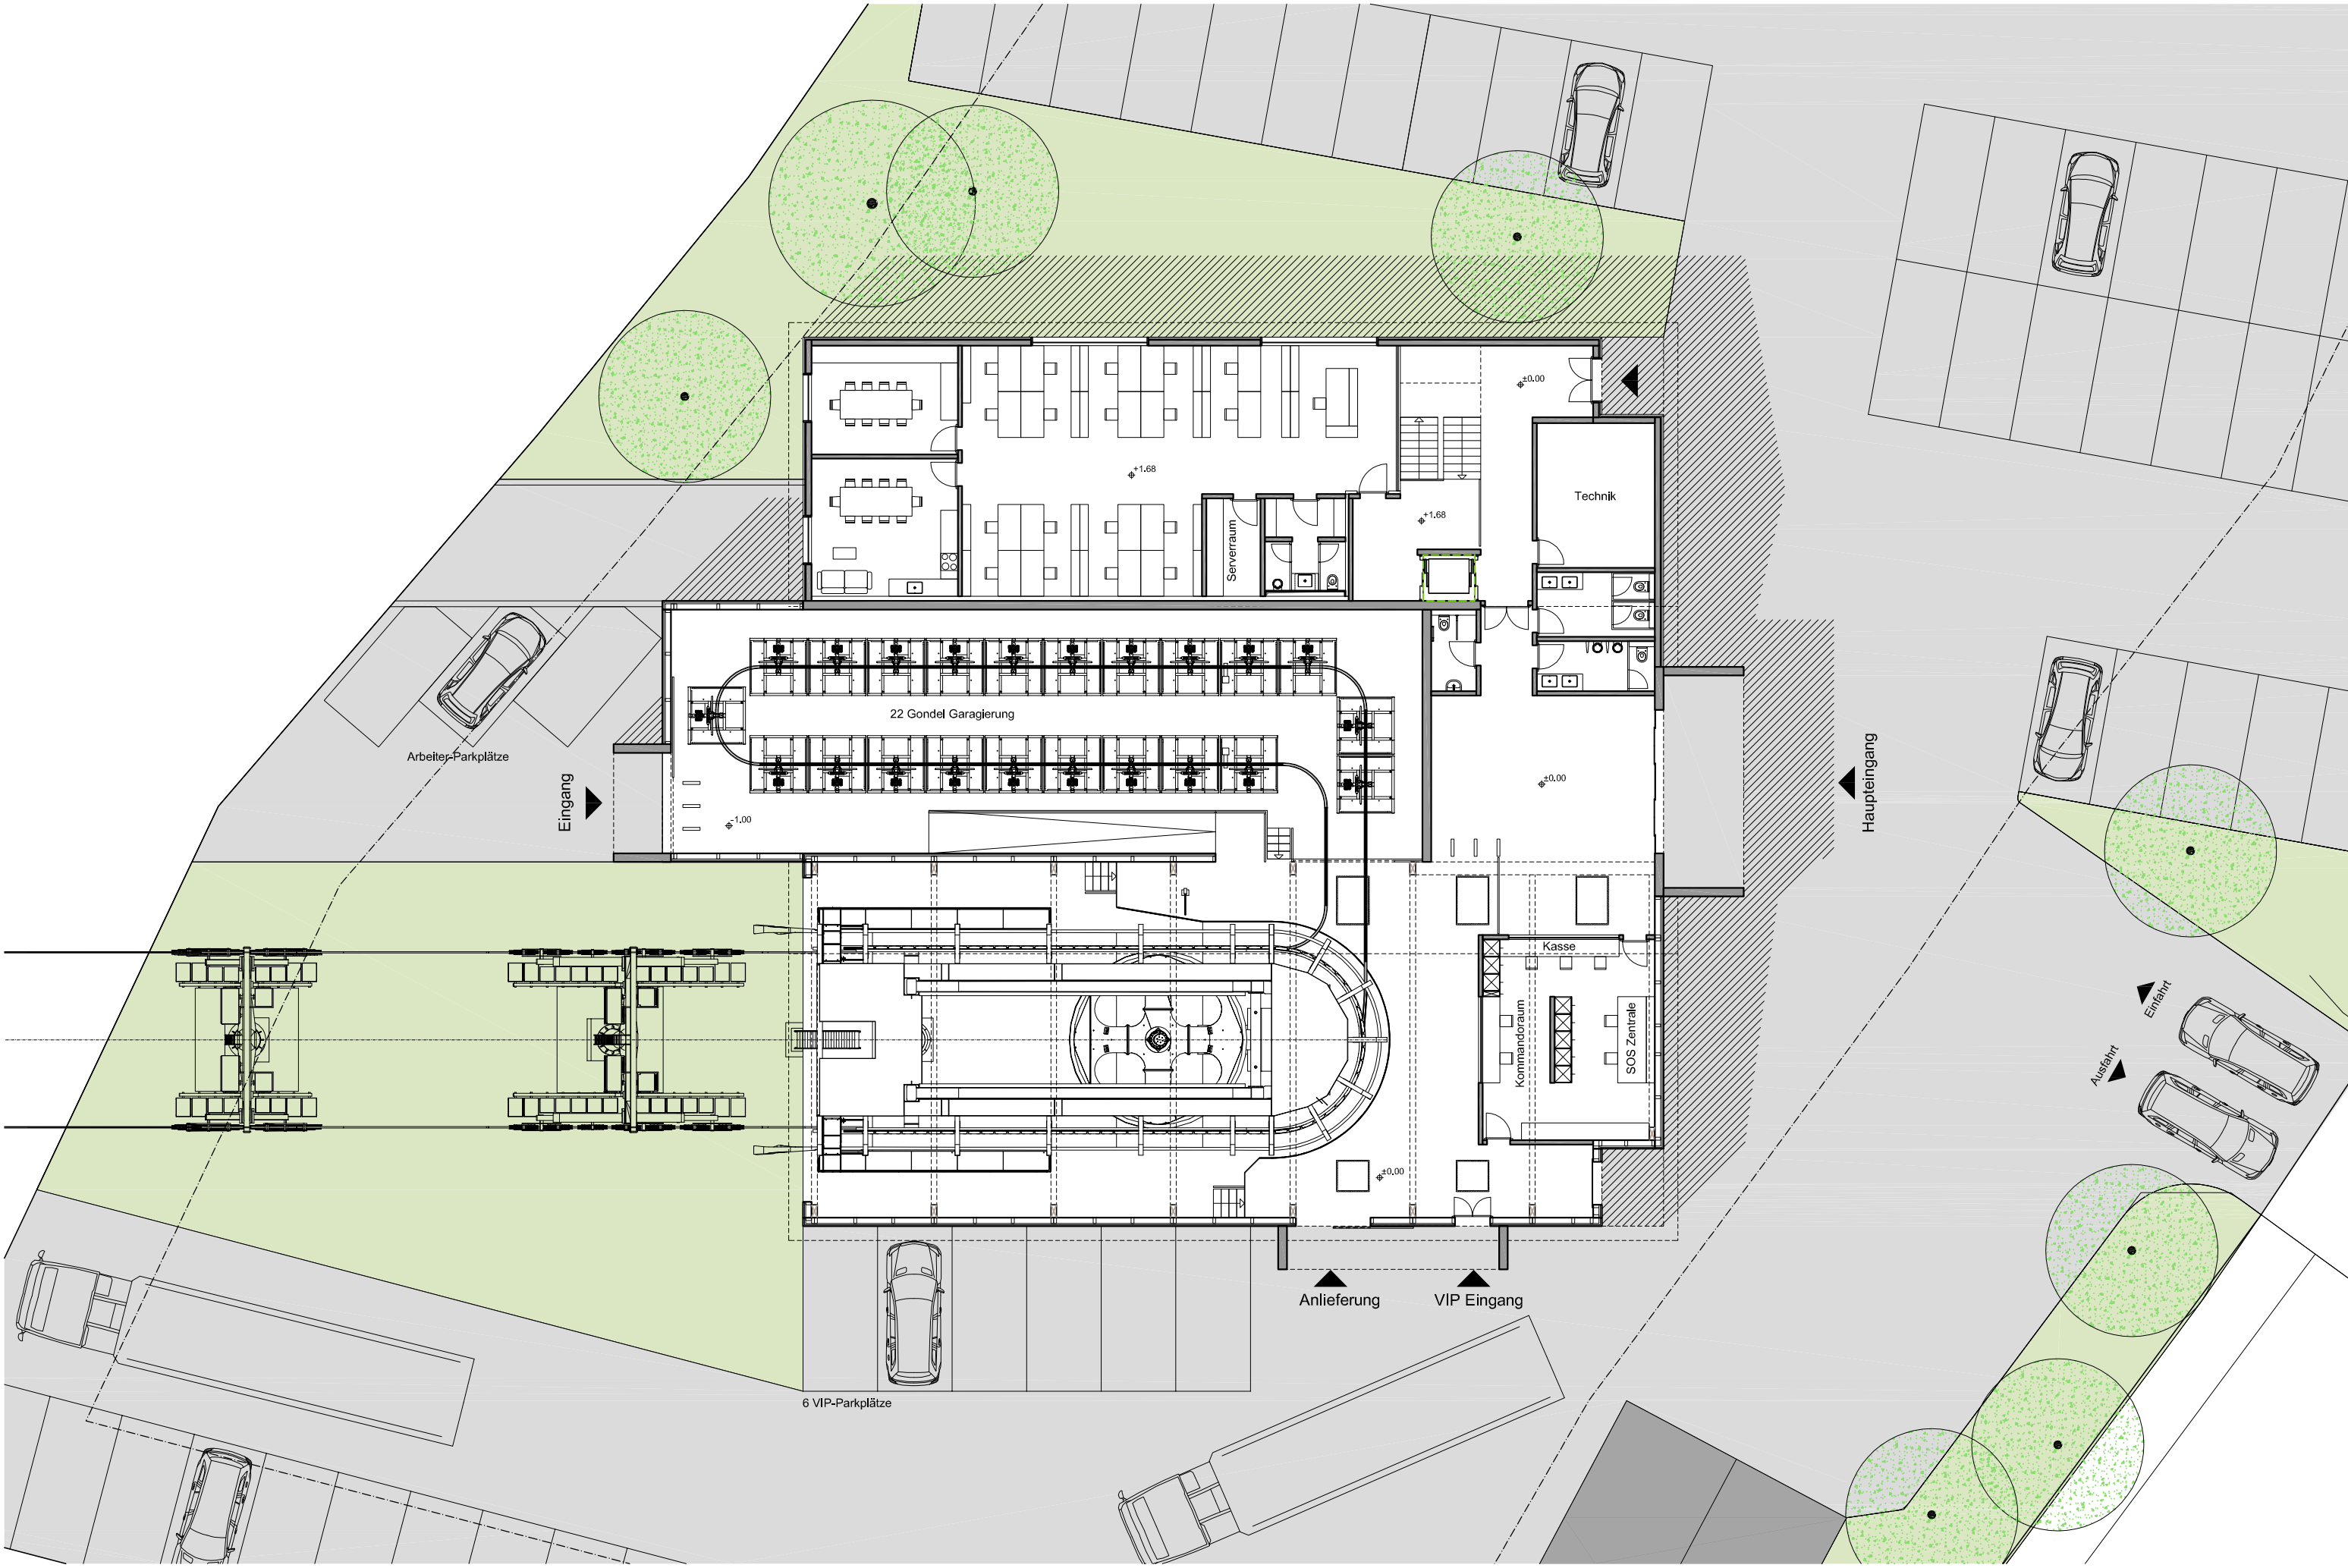 ±0.00
+1.68
Technik
+1.68
Serverraum
22 Gondel Garagierung
Arbeiter-Parkplätze
Eingang
-1.00
±0.00
Haupteingang
Kasse
Kommandoraum
SOS Zentrale
Einfahrt
Ausfahrt
±0.00
Anlieferung
VIP Eingang
6 VIP-Parkplätze